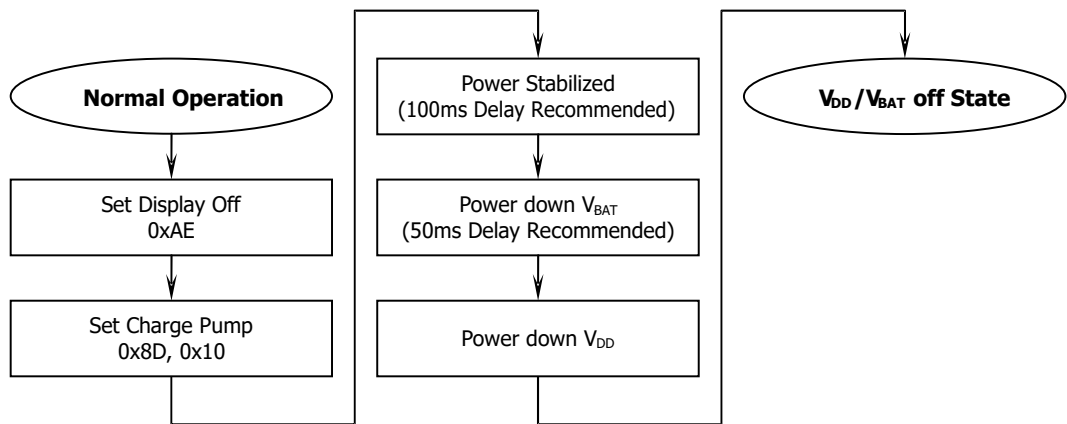 Normal Operation
Set Display Off
0xAE
Set Charge Pump
0x8D, 0x10
Power Stabilized
(100ms Delay Recommended)
Power down VBAT
(50ms Delay Recommended)
Power down VDD
VDD/VBAT off State